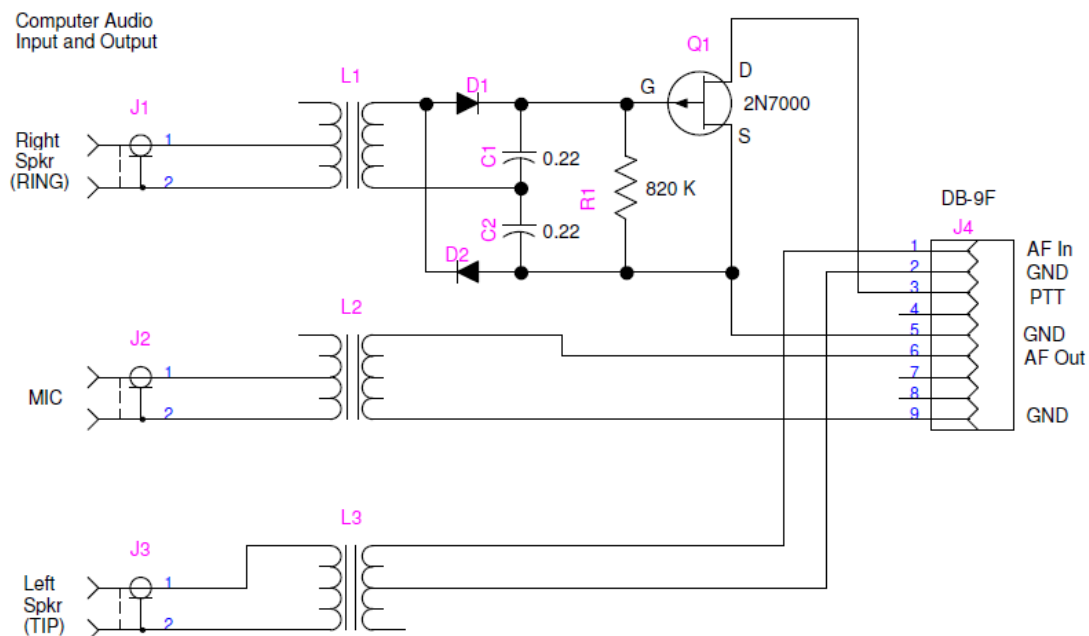 Computer Audio
Input and Output
Q1
L1
D1
G
D
2N7000
S
J1
Right
Spkr
(RING)
1
2
C1
0.22
R1
820 K
C2
0.22
D2
DB-9F
J4
1
AF In
2
GND
3
PTT
4
5
GND
6
AF Out
7
8
9
GND
L2
J2
1
MIC
2
L3
J3
1
Left
Spkr
(TIP)
2